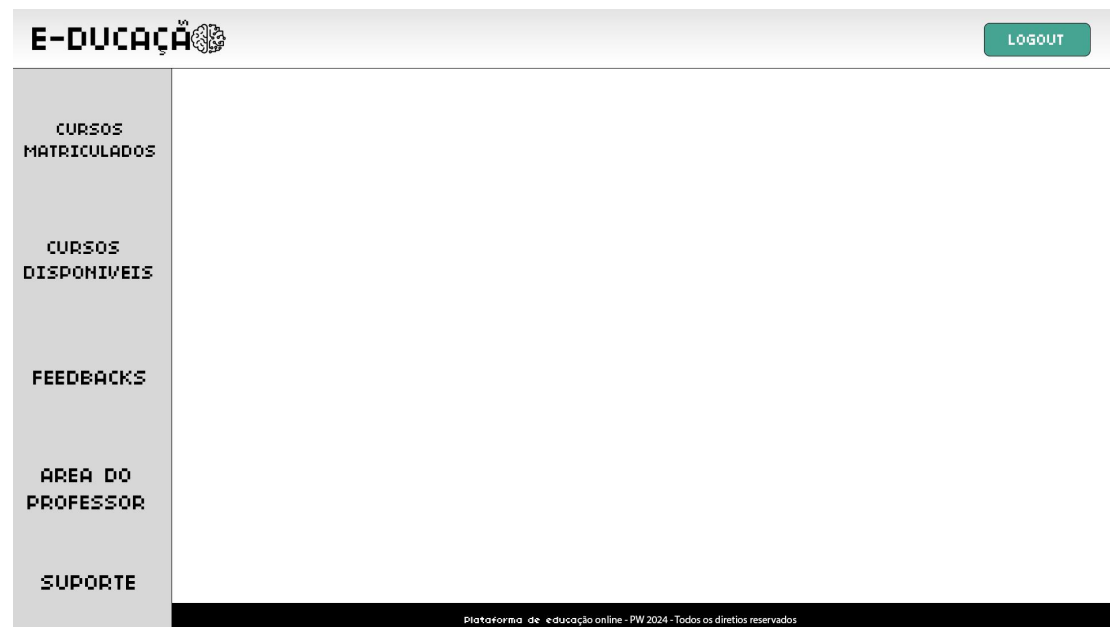 E-DUCAÇÃ
LOGOUT
CURSOS
MATRICULADOS
CURSOS
DISPONIVEIS
FEEDBACKS
AREA DO
PROFESSOR
SUPORTE
Plataforma de educação online - PW 2024 - Todos os diretios reservados